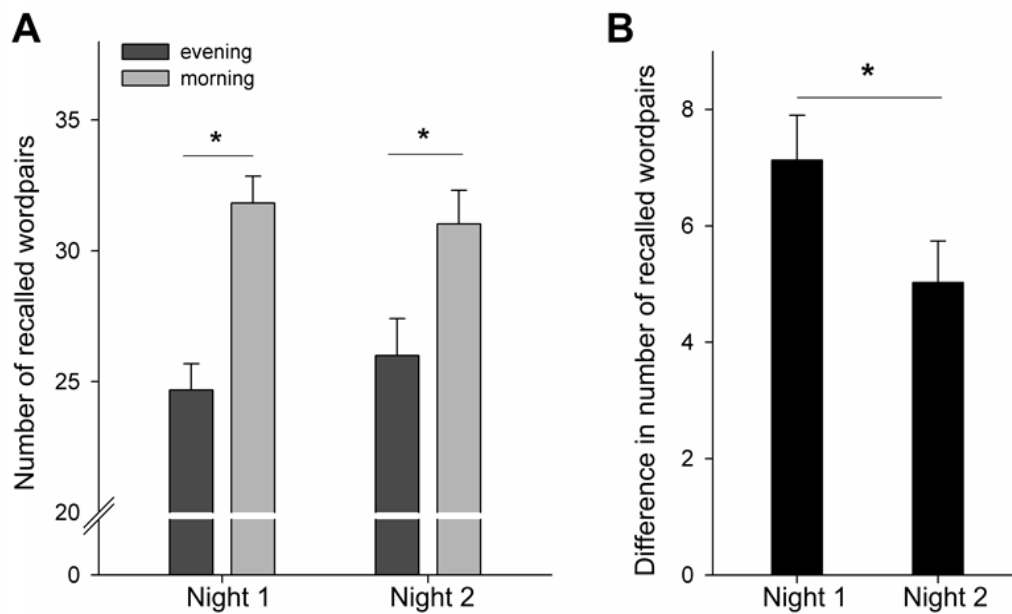 A
evening
morning
Number of recalled wordpairs
35
30
25
20
0
*
*
Night 1
Night 2
B
Difference in number of recalled wordpairs
8
6
4
2
0
*
Night 1
Night 2